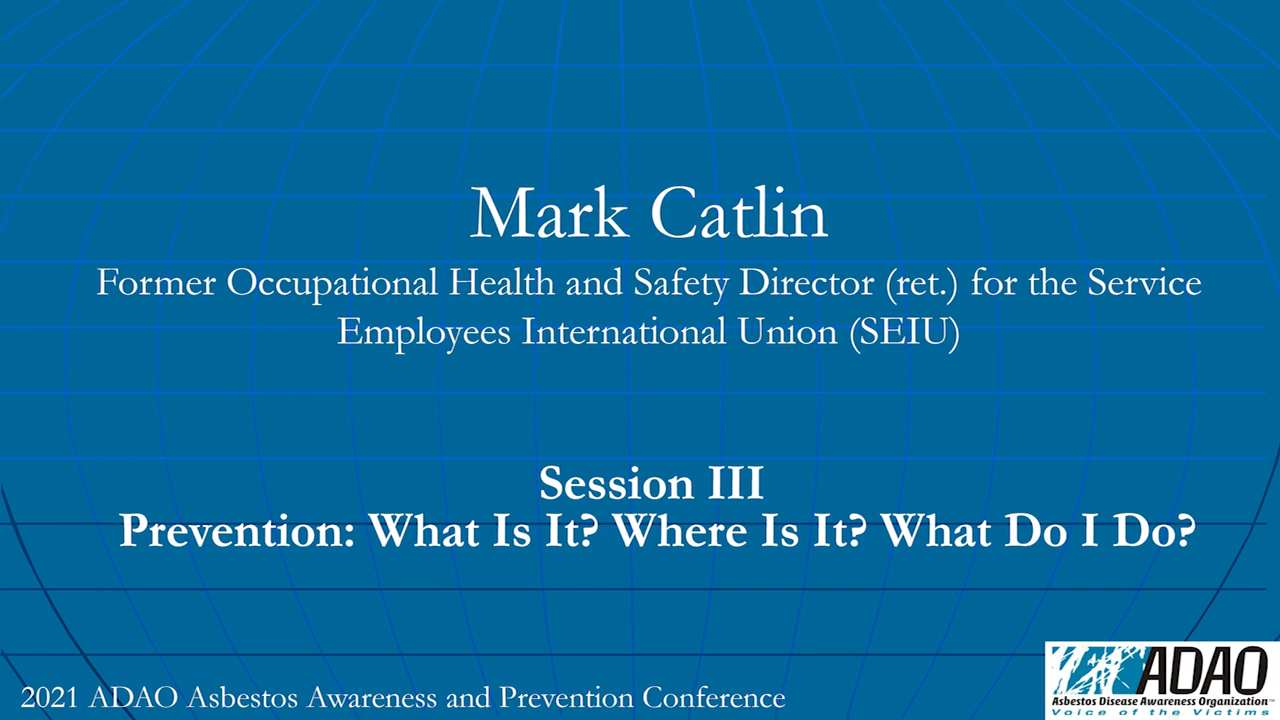 Mark Catlin
Former Occupational Health and Safety Director (ret.) for the Service
Employees International Union (SEIU)
Session III
Prevention: What Is It? Where Is It? What Do I Do?
2021 ADAO Asbestos Awareness and Prevention Conference
ADAO
Asbestos Disease Awareness Organization™
Voice of the Victims